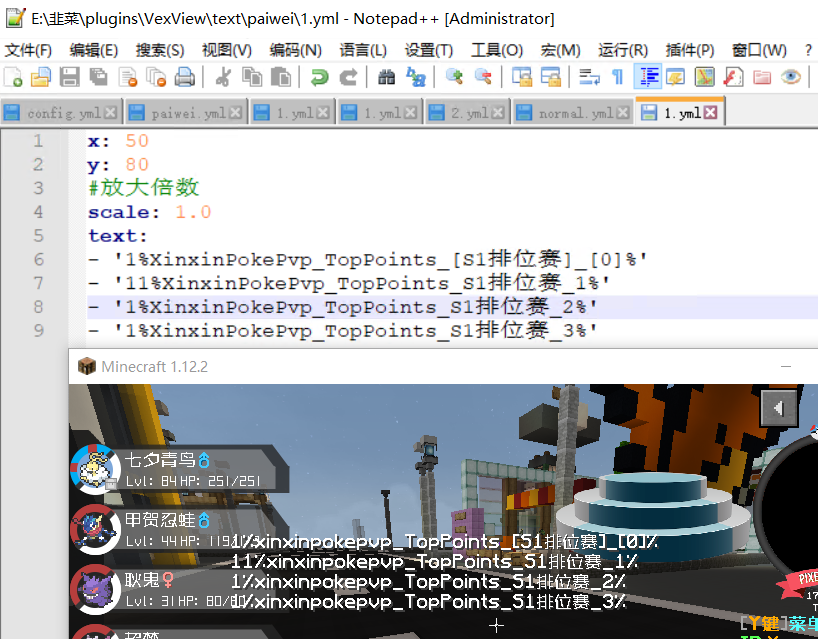 E:\韭菜\plugins\VexView\text\paiwei\1.yml - Notepad++ [Administrator]
文件(F) 编辑(E) 搜索(S) 视图(V) 编码(N) 语言(L) 设置(T) 工具(O) 宏(M) 运行(R) 插件(P) 窗口(W) ?
config.yml paiwei.yml 1.yml 1.yml 2.yml normal.yml 1.yml
1 x: 50
2 y: 80
3 #放大倍数
4 scale: 1.0
5 text:
6 - '1%XinxinPokePvp_TopPoints_[S1排位赛]_[0]%'
7 - '11%XinxinPokePvp_TopPoints_S1排位赛_1%'
8 - '1%XinxinPokePvp_TopPoints_S1排位赛_2%'
9 - '1%XinxinPokePvp_TopPoints_S1排位赛_3%'
Minecraft 1.12.2
七夕青鸟♂
Lvl: 84 HP: 251/251
甲贺忍蛙♂
Lvl: 44 HP: 119/
1%xinxinpokepvp_TopPoints_[S1排位赛]_[0]%
11%xinxinpokepvp_TopPoints_S1排位赛_1%
耿鬼♀
1%xinxinpokepvp_TopPoints_S1排位赛_2%
Lvl: 31 HP: 80/80
1%xinxinpokepvp_TopPoints_S1排位赛_3%
PIXE
17
[Y键]菜单